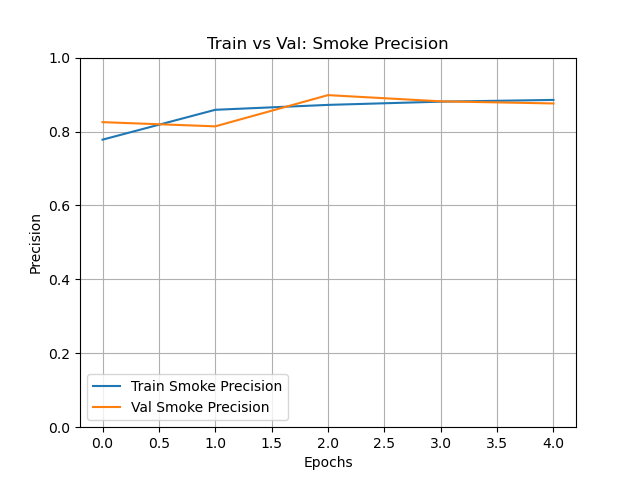 Train vs Val: Smoke Precision
1.0
0.8
0.6
0.4
0.2
0.0
Precision
Train Smoke Precision
Val Smoke Precision
0.0 0.5 1.0 1.5 2.0 2.5 3.0 3.5 4.0
Epochs